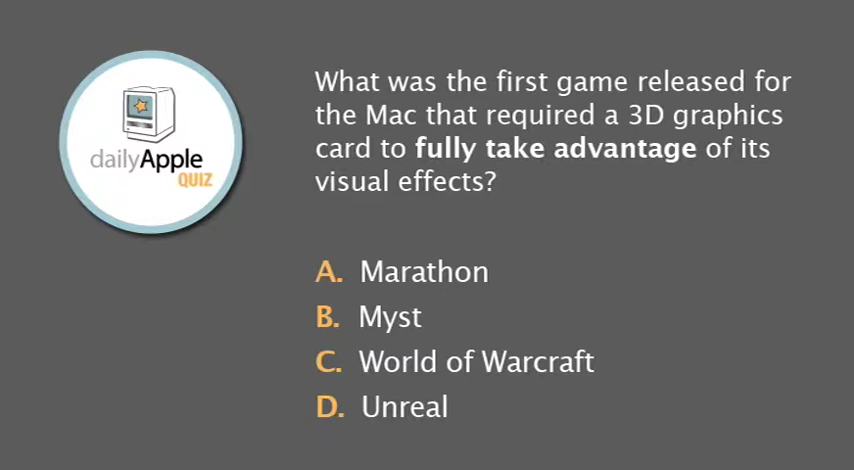 dailyApple
QUIZ
What was the first game released for
the Mac that required a 3D graphics
card to fully take advantage of its
visual effects?
A. Marathon
B. Myst
C. World of Warcraft
D. Unreal